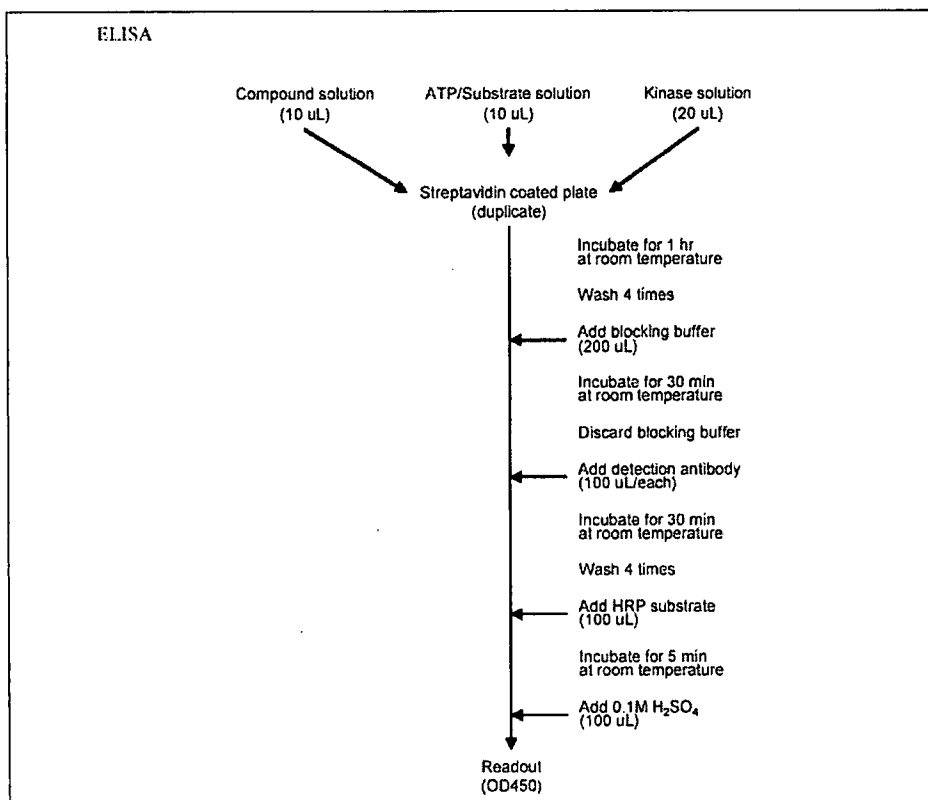 ELISA
Compound solution
(10 uL)
ATP/Substrate solution
(10 uL)
Kinase solution
(20 uL)
Streptavidin coated plate
(duplicate)
Incubate for 1 hr
at room temperature
Wash 4 times
Add blocking buffer
(200 uL)
Incubate for 30 min
at room temperature
Discard blocking buffer
Add detection antibody
(100 uL/each)
Incubate for 30 min
at room temperature
Wash 4 times
Add HRP substrate
(100 uL)
Incubate for 5 min
at room temperature
Add 0.1M H₂SO₄
(100 uL)
Readout
(OD450)